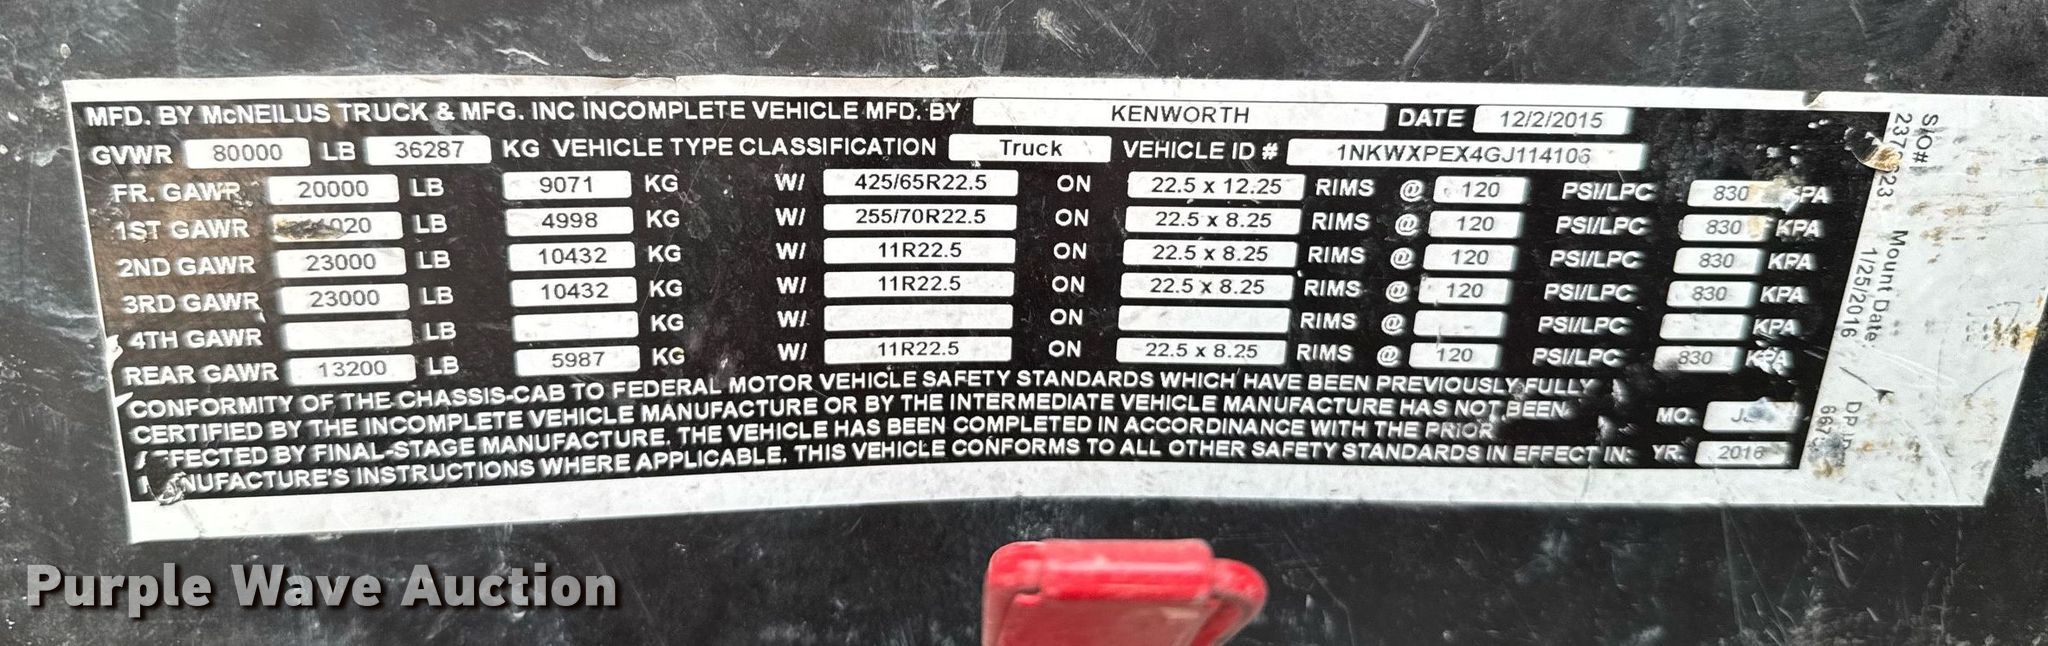 MFD. BY McNEILUS TRUCK & MFG. INC INCOMPLETE VEHICLE MFD. BY KENWORTH DATE 12/2/2015
GVWR 80000 LB 36287 KG VEHICLE TYPE CLASSIFICATION Truck VEHICLE ID # 1NKWXPEX4GJ114106
FR. GAWR 20000 LB 9071 KG W/ 425/65R22.5 ON 22.5 x 12.25 RIMS @ 120 PSI/LPC 830 KPA
1ST GAWR LB 4998 KG W/ 255/70R22.5 ON 22.5 x 8.25 RIMS @ 120 PSI/LPC 830 KPA
2ND GAWR 23000 LB 10432 KG W/ 11R22.5 ON 22.5 x 8.25 RIMS @ 120 PSI/LPC 830 KPA
3RD GAWR 23000 LB 10432 KG W/ 11R22.5 ON 22.5 x 8.25 RIMS @ 120 PSI/LPC 830 KPA
4TH GAWR LB KG W/ ON RIMS @ PSI/LPC KPA
REAR GAWR 13200 LB 5987 KG W/ 11R22.5 ON 22.5 x 8.25 RIMS @ 120 PSI/LPC 830 KPA
CONFORMITY OF THE CHASSIS-CAB TO FEDERAL MOTOR VEHICLE SAFETY STANDARDS WHICH HAVE BEEN PREVIOUSLY FULLY
CERTIFIED BY THE INCOMPLETE VEHICLE MANUFACTURE OR BY THE INTERMEDIATE VEHICLE MANUFACTURE HAS NOT BEEN MO.
AFFECTED BY FINAL-STAGE MANUFACTURE. THE VEHICLE HAS BEEN COMPLETED IN ACCORDINANCE WITH THE PRIOR
MANUFACTURE'S INSTRUCTIONS WHERE APPLICABLE. THIS VEHICLE CONFORMS TO ALL OTHER SAFETY STANDARDS IN EFFECT IN: YR. 2016
S/O#:
Mount Date:
1/25/2016
Purple Wave Auction